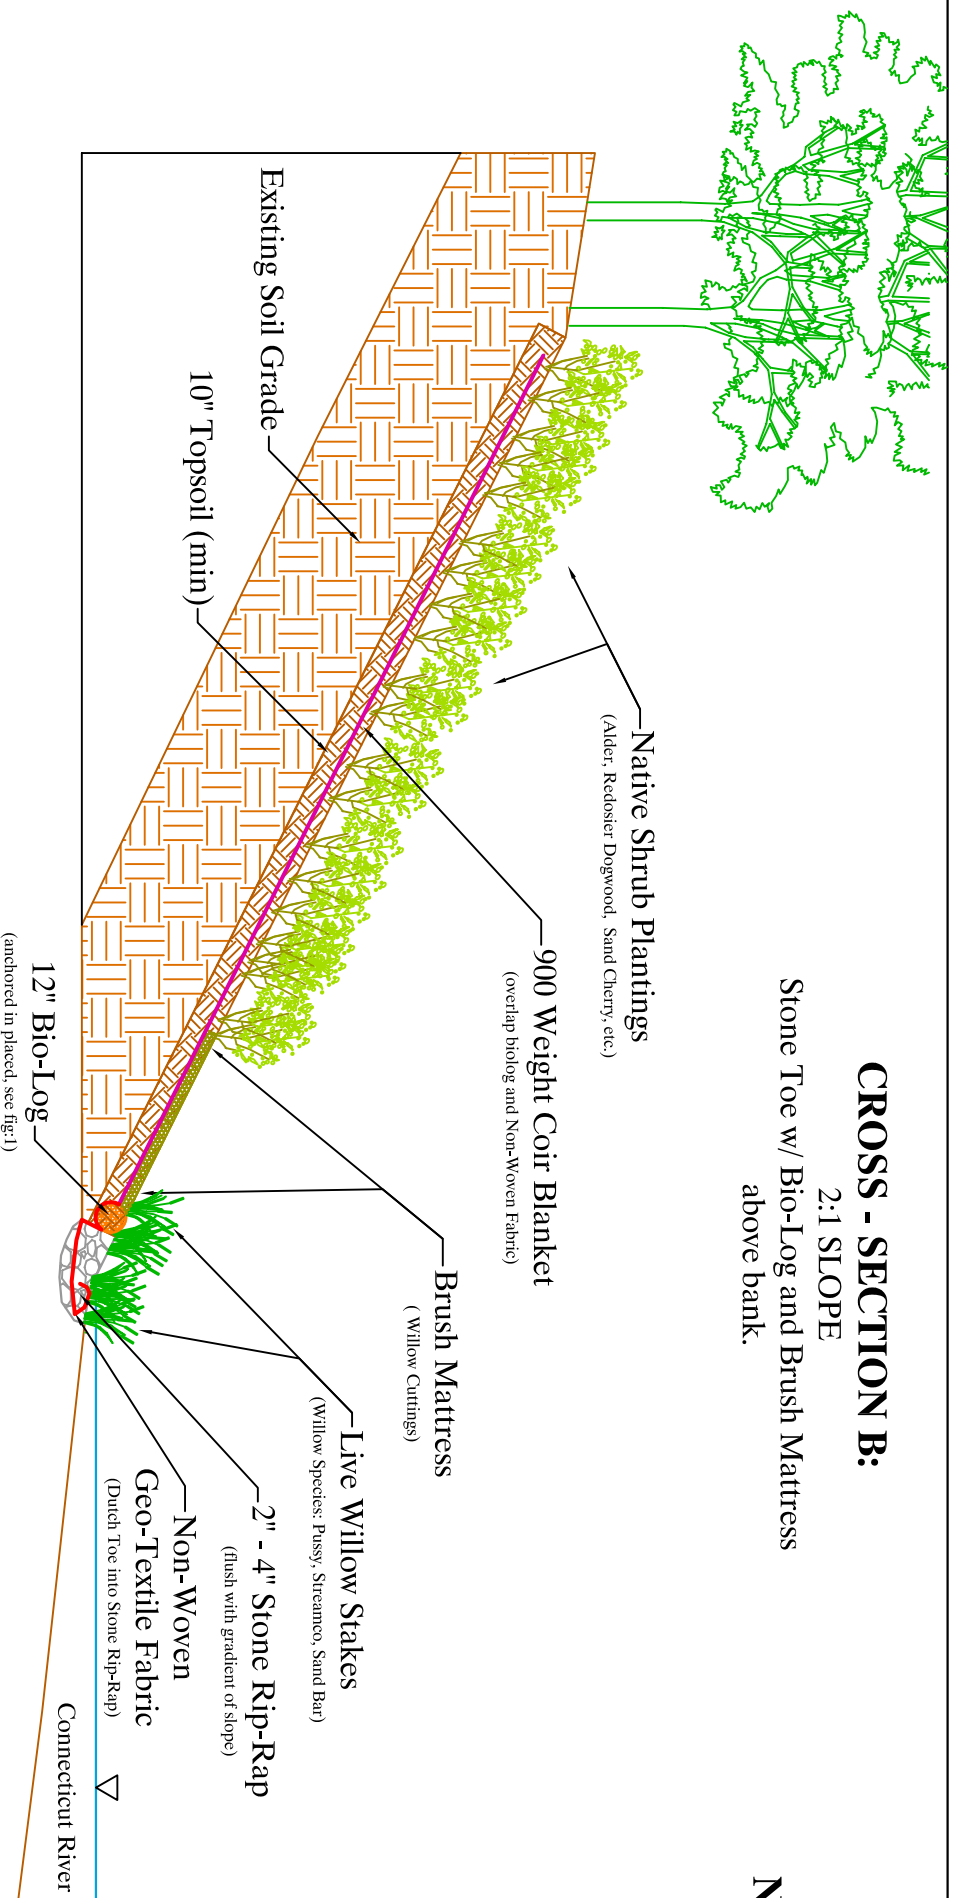 CROSS - SECTION B:
2:1 SLOPE
Stone Toe w/ Bio-Log and Brush Mattress
above bank.
Native Shrub Plantings
(Alder, Redosier Dogwood, Sand Cherry, etc.)
900 Weight Coir Blanket
(overlap biolog and Non-Woven Fabric)
Brush Mattress
( Willow Cuttings)
Live Willow Stakes
(Willow Species: Pussy, Streamco, Sand Bar)
2" - 4" Stone Rip-Rap
(flush with gradient of slope)
Non-Woven
Geo-Textile Fabric
(Dutch Toe into Stone Rip-Rap)
Existing Soil Grade
10" Topsoil (min)
12" Bio-Log
(anchored in placed, see fig:1)
Connecticut River